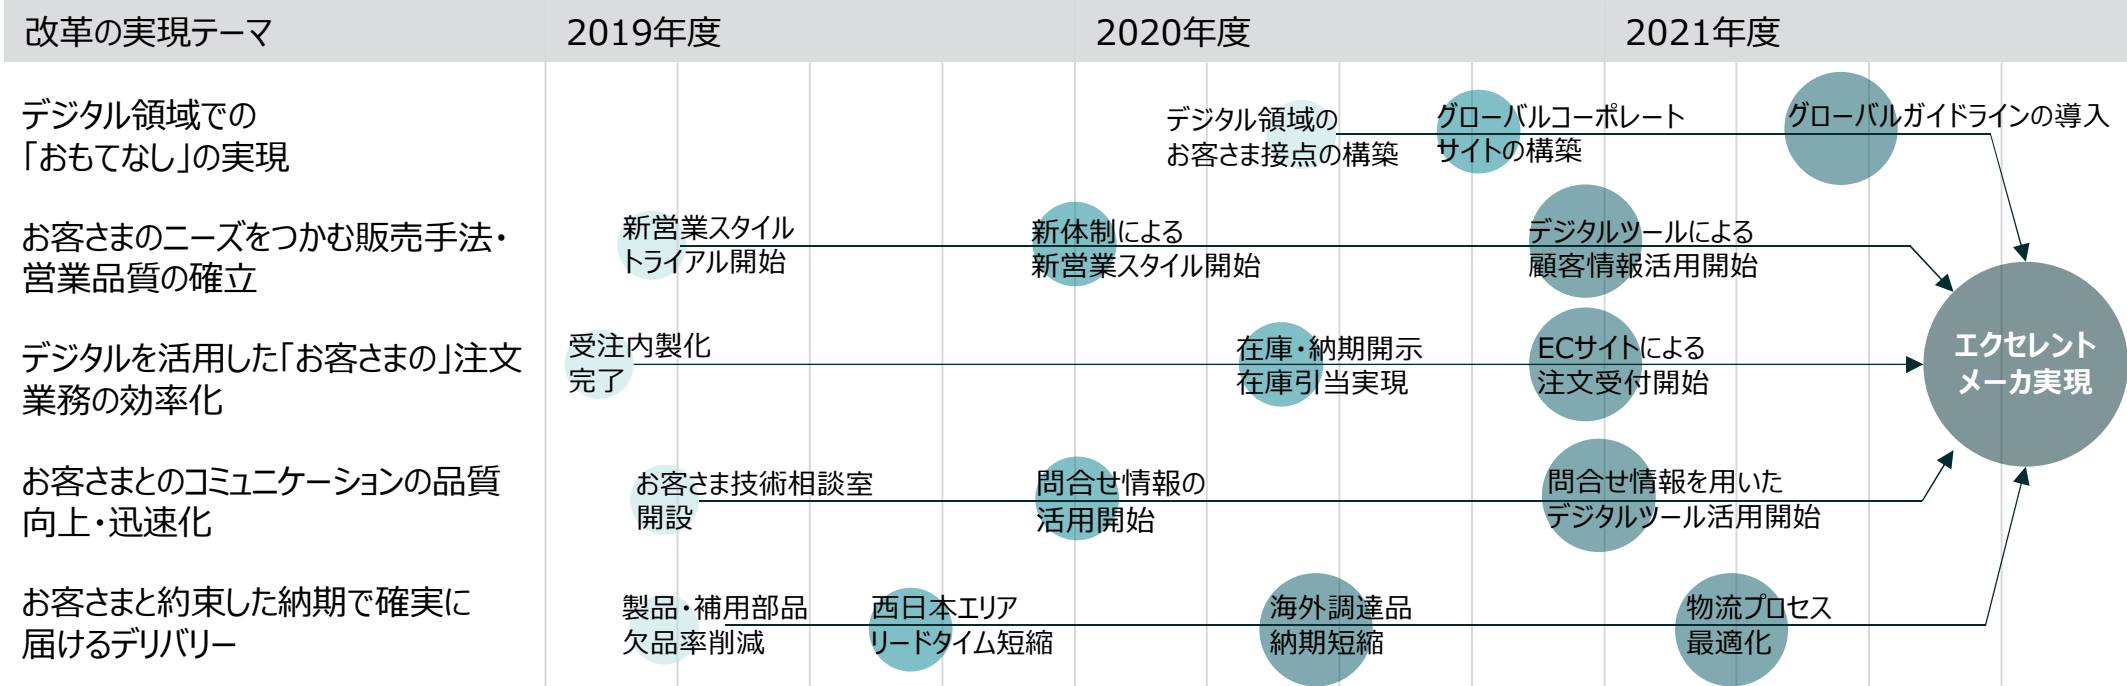 改革の実現テーマ
2019年度
2020年度
2021年度
デジタル領域での
「おもてなし」の実現
デジタル領域の
お客さま接点の構築
グローバルコーポレート
サイトの構築
グローバルガイドラインの導入
お客さまのニーズをつかむ販売手法・
営業品質の確立
新営業スタイル
トライアル開始
新体制による
新営業スタイル開始
デジタルツールによる
顧客情報活用開始
デジタルを活用した「お客さまの」注文
業務の効率化
受注内製化
完了
在庫・納期開示
在庫引当実現
ECサイトによる
注文受付開始
エクセレント
メーカ実現
お客さまとのコミュニケーションの品質
向上・迅速化
お客さま技術相談室
開設
問合せ情報の
活用開始
問合せ情報を用いた
デジタルツール活用開始
お客さまと約束した納期で確実に
届けるデリバリー
製品・補用部品
欠品率削減
西日本エリア
リードタイム短縮
海外調達品
納期短縮
物流プロセス
最適化